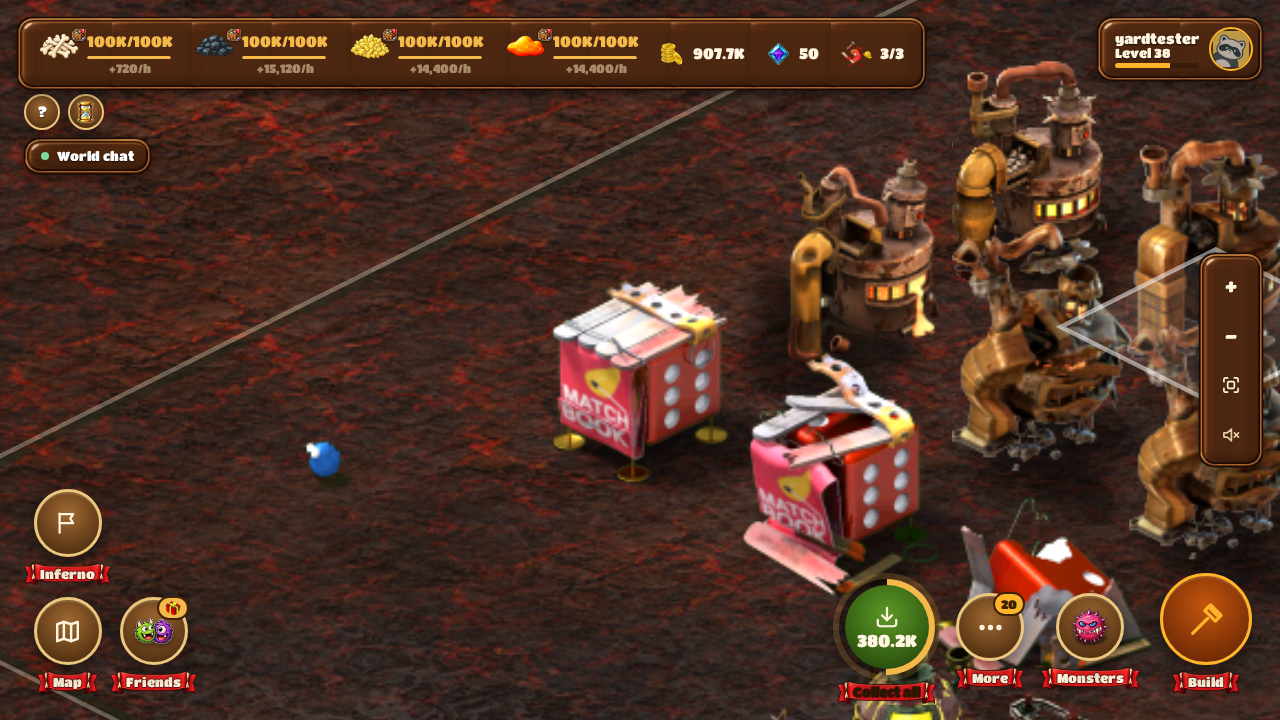 100K/100K
+720/h
100K/100K
+15,120/h
100K/100K
+14,400/h
100K/100K
+14,400/h
907.7K
50
3/3
yardtester
Level 38
?
World chat
MATCH
BOOK
MATCH
BOOK
Inferno
Map
Friends
380.2K
Collect all
20
More
Monsters
Build